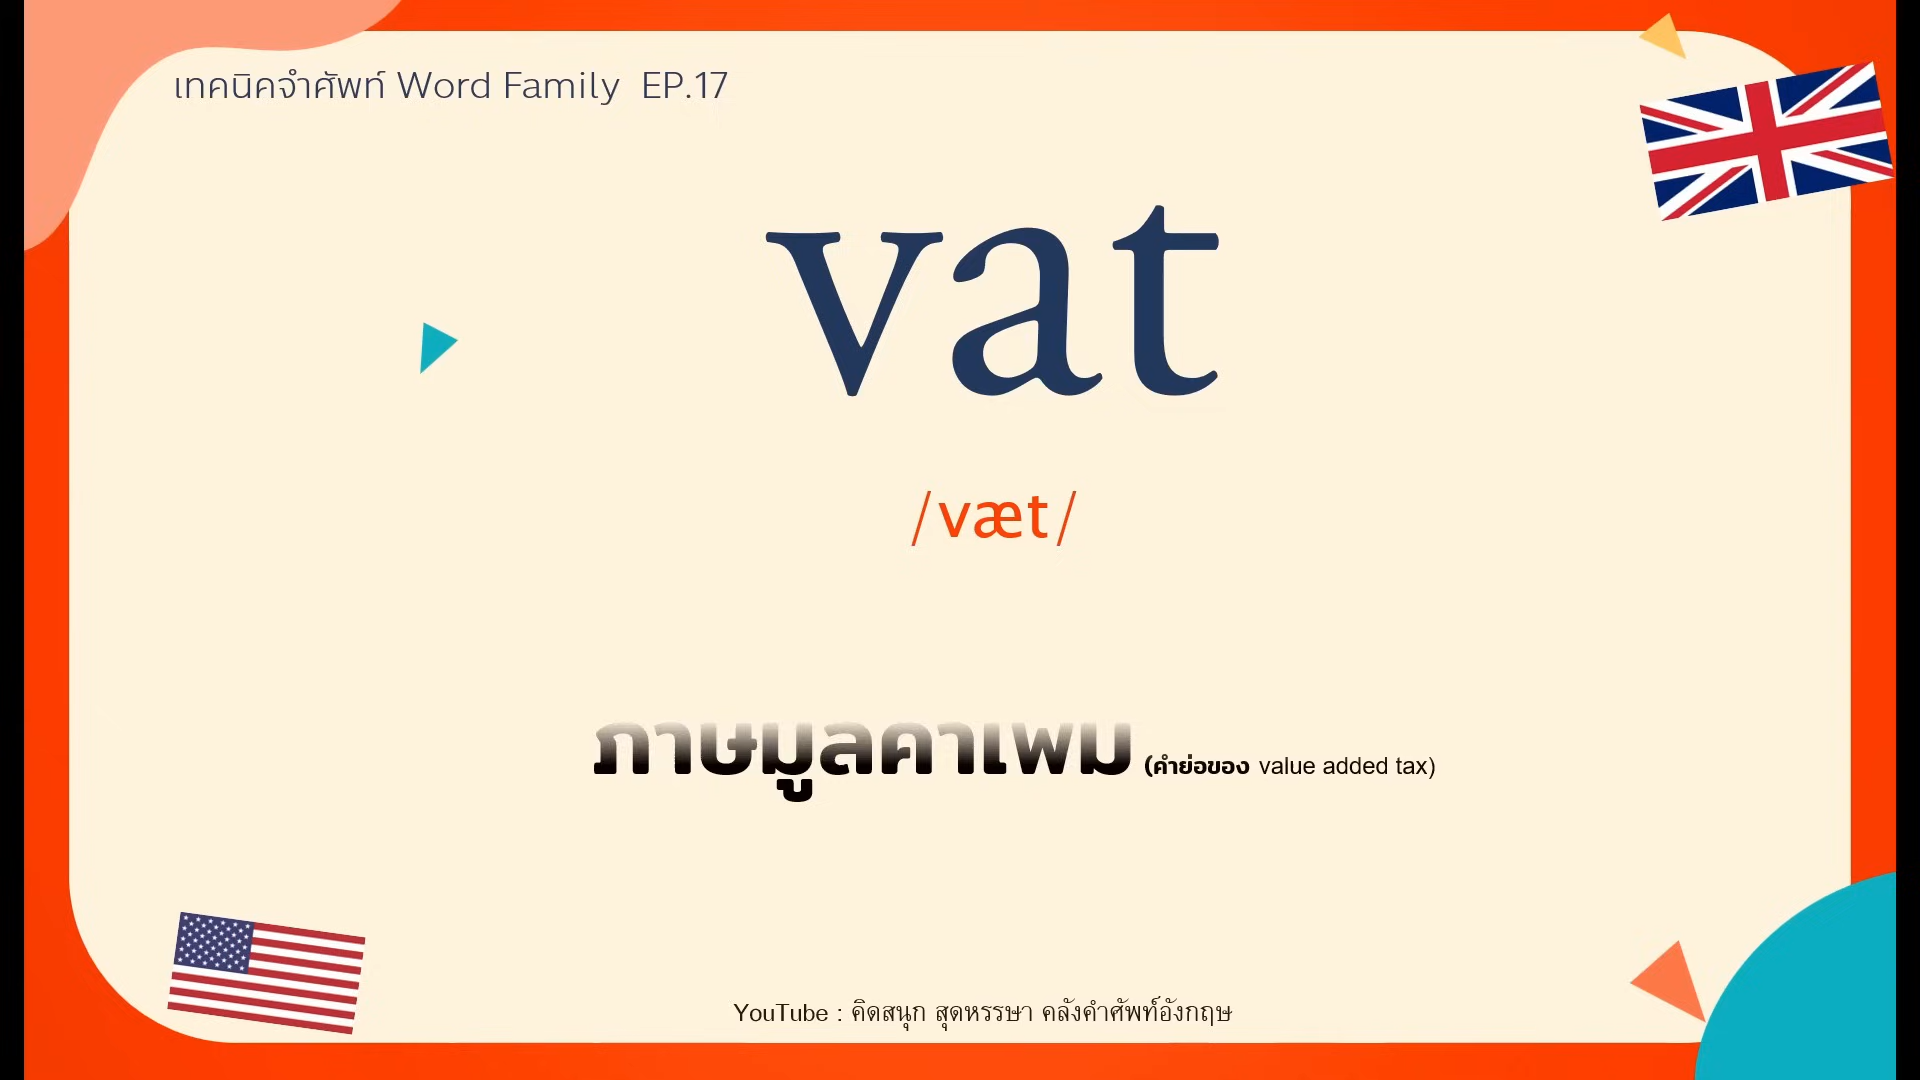 เทคนิคจำศัพท์ Word Family EP.17
vat
/væt/
ภาษีมูลค่าเพิ่ม (คำย่อของ value added tax)
YouTube : คิดสนุก สุดหรรษา คลังคำศัพท์อังกฤษ